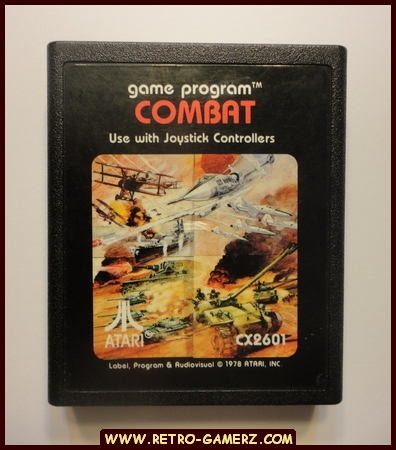 game program™
COMBAT
Use with Joystick Controllers
ATARI®
CX2601
Label, Program & Audiovisual © 1978 ATARI, INC.
WWW.RETRO-GAMERZ.COM